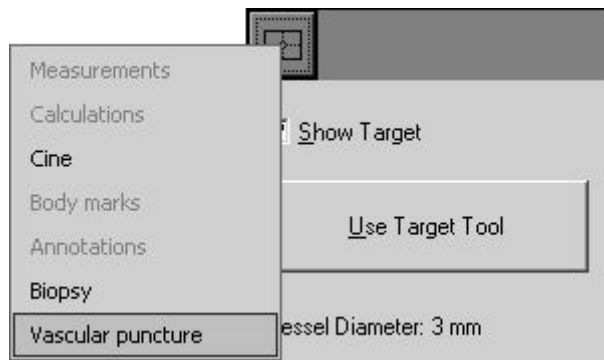 Measurements
Calculations
Cine
Body marks
Annotations
Biopsy
Vascular puncture
Show Target
Use Target Tool
essel Diameter: 3 mm